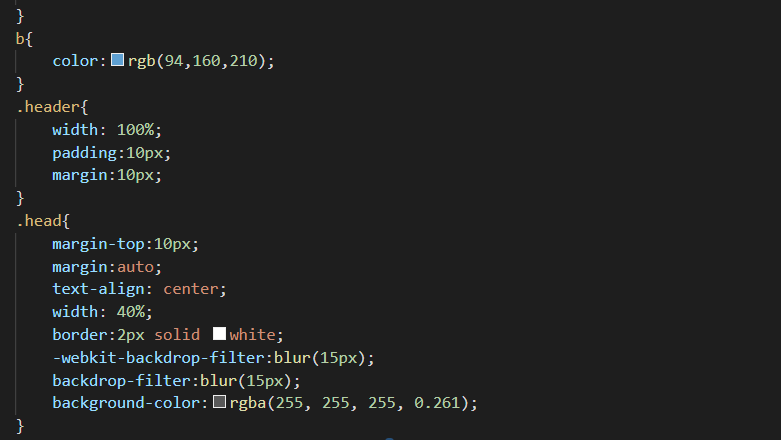 }
b{
    color:rgb(94,160,210);
}
.header{
    width: 100%;
    padding:10px;
    margin:10px;
}
.head{
    margin-top:10px;
    margin:auto;
    text-align: center;
    width: 40%;
    border:2px solid white;
    -webkit-backdrop-filter:blur(15px);
    backdrop-filter:blur(15px);
    background-color:rgba(255, 255, 255, 0.261);
}